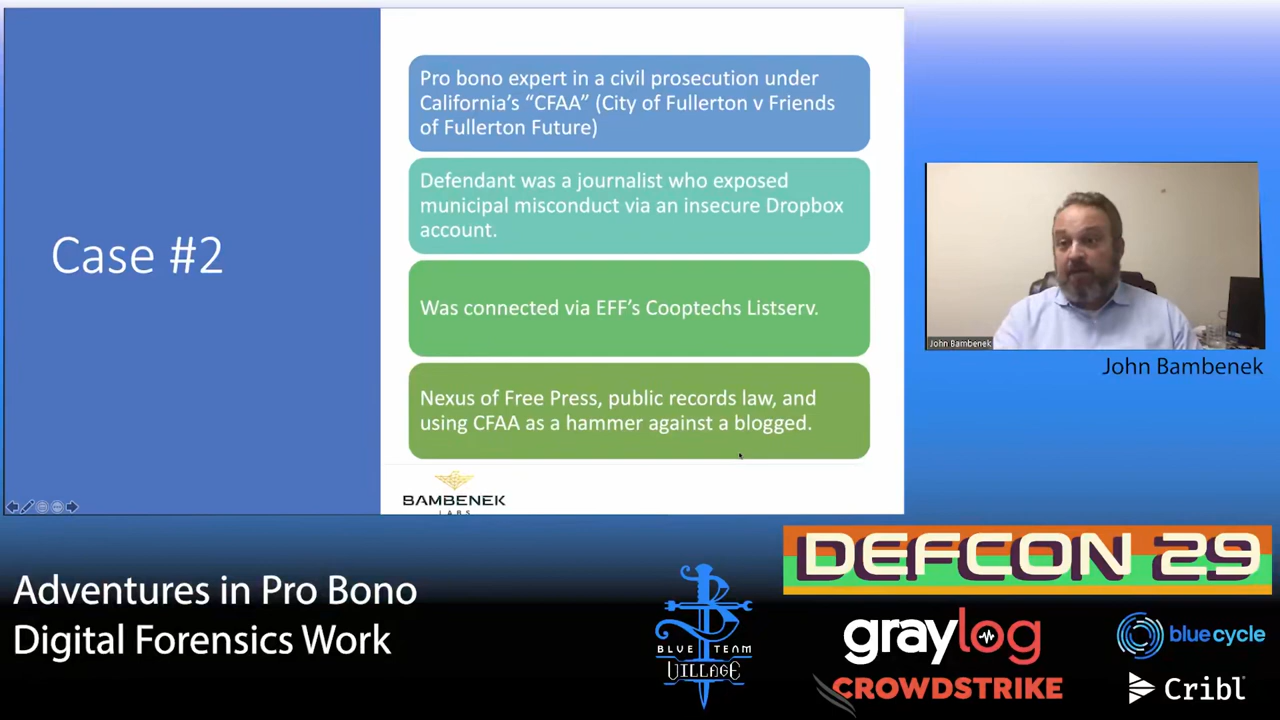 Case #2
Pro bono expert in a civil prosecution under
California's “CFAA” (City of Fullerton v Friends
of Fullerton Future)
Defendant was a journalist who exposed
municipal misconduct via an insecure Dropbox
account.
Was connected via EFF's Cooptechs Listserv.
Nexus of Free Press, public records law, and
using CFAA as a hammer against a blogged.
BAMBENEK
LABS
John Bambenek
John Bambenek
Adventures in Pro Bono
Digital Forensics Work
BLUE TEAM
VILLAGE
DEFCON 29
graylog
blue cycle
CROWDSTRIKE
Cribl